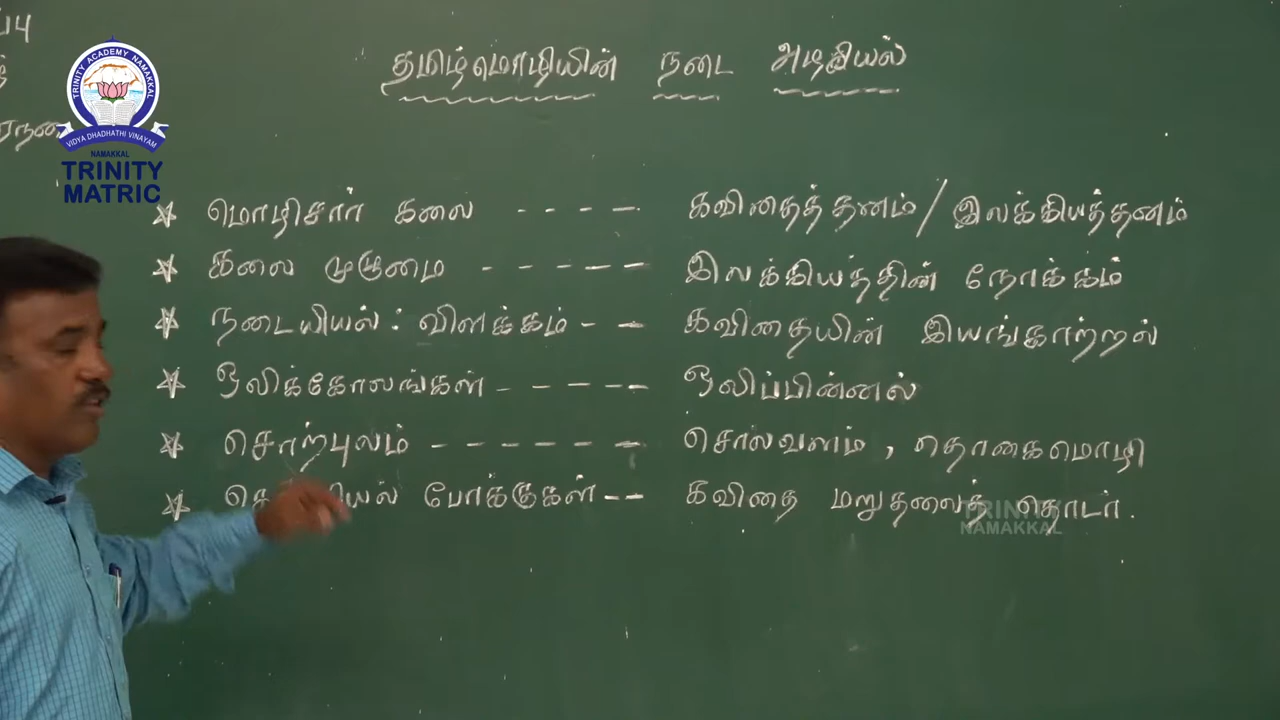 தமிழ்மொழியின் நடை அழகியல்
TRINITY ACADEMY NAMAKKAL
VIDYA DHADHATHI VINAYAM
NAMAKKAL
TRINITY
MATRIC
மொழிசார் கலை ---- கவிதைத்தனம் / இலக்கியத்தனம்
கலை முழுமை ----- இலக்கியத்தின் நோக்கம்
நடையியல் : விளக்கம் -- கவிதையின் இயங்காற்றல்
ஒலிக்கோலங்கள் ----- ஒலிப்பின்னல்
சொற்புலம் ------ சொல்வளம் , தொகைமொழி
போக்குகள் -- கவிதை மறுதலைத் தொடர் .
TRINITY
NAMAKKAL